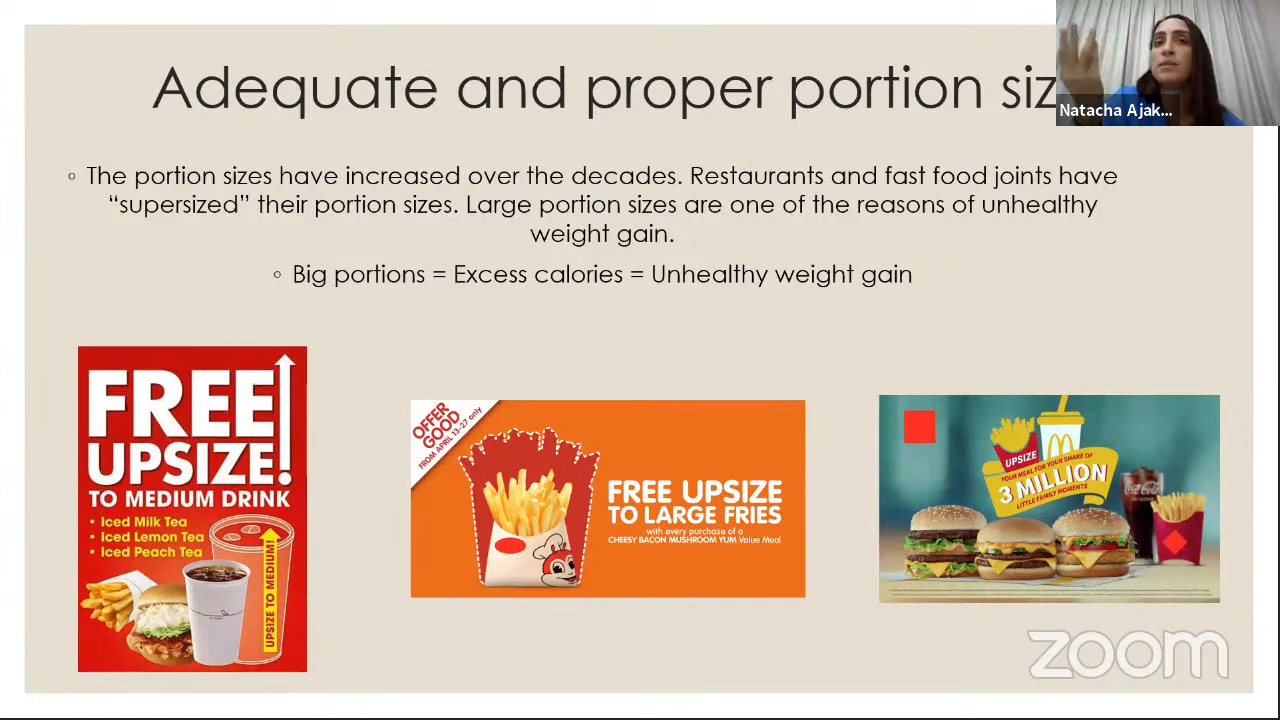 Adequate and proper portion siz
Natacha Ajak...
◦ The portion sizes have increased over the decades. Restaurants and fast food joints have
“supersized” their portion sizes. Large portion sizes are one of the reasons of unhealthy
weight gain.
◦ Big portions = Excess calories = Unhealthy weight gain
FREE
UPSIZE!
TO MEDIUM DRINK
• Iced Milk Tea
• Iced Lemon Tea
• Iced Peach Tea
UPSIZE TO MEDIUM!
OFFER
GOOD
FROM APRIL 13-27 only
FREE UPSIZE
TO LARGE FRIES
with every purchase of a
CHEESY BACON MUSHROOM YUM Value Meal
UPSIZE
YOUR MEAL FOR YOUR SHARE OF
3 MILLION
LITTLE FAMILY MOMENTS
Coca-Cola
zoom